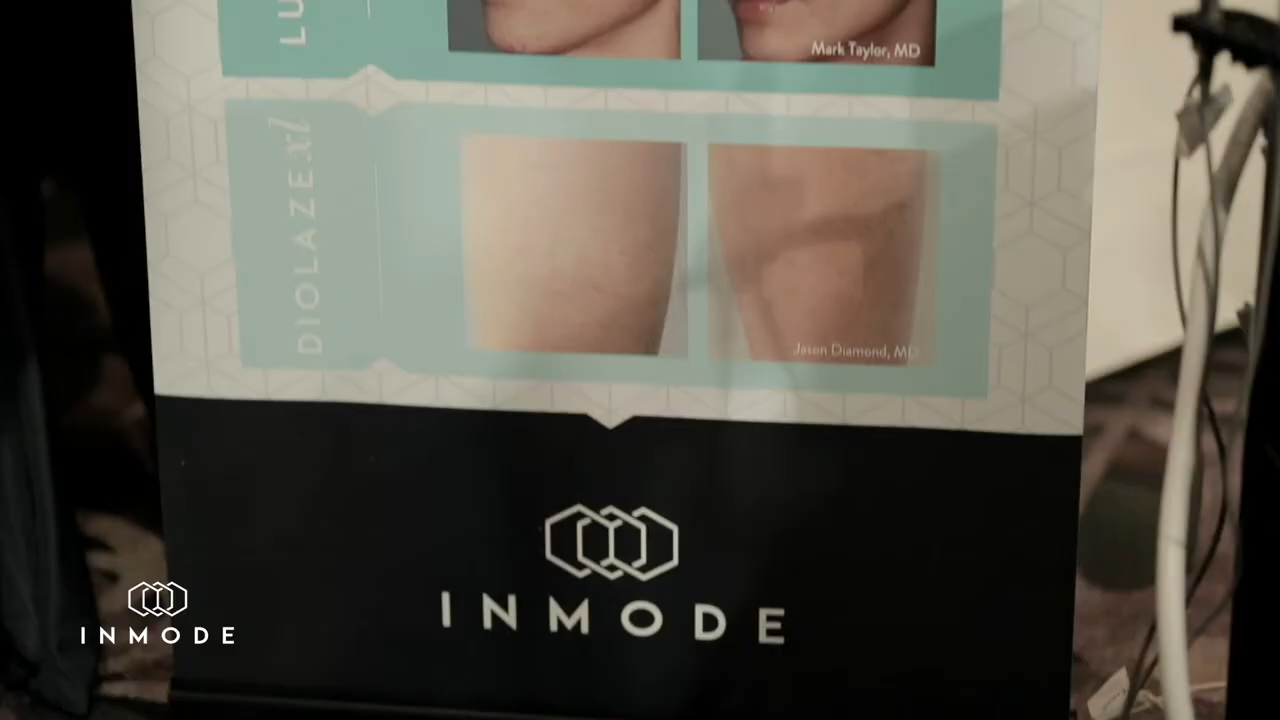 LU
Mark Taylor, MD
DIOLAZE xl
Jason Diamond, MD
INMODE
INMODE